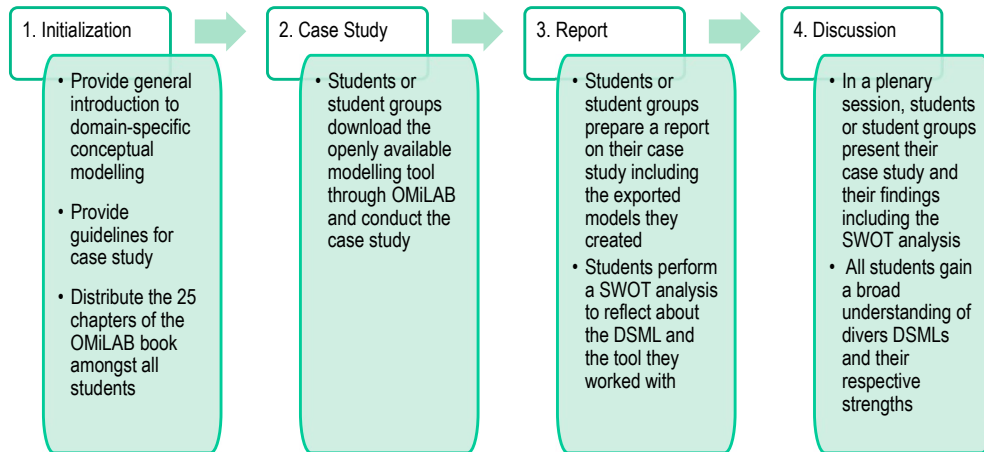 1. Initialization
• Provide general
introduction to
domain-specific
conceptual
modelling
• Provide
guidelines for
case study
• Distribute the 25
chapters of the
OMiLAB book
amongst all
students
2. Case Study
• Students or
student groups
download the
openly available
modelling tool
through OMiLAB
and conduct the
case study
3. Report
• Students or
student groups
prepare a report
on their case
study including
the exported
models they
created
• Students perform
a SWOT analysis
to reflect about
the DSML and
the tool they
worked with
4. Discussion
• In a plenary
session, students
or student groups
present their
case study and
their findings
including the
SWOT analysis
• All students gain
a broad
understanding of
divers DSMLs
and their
respective
strengths